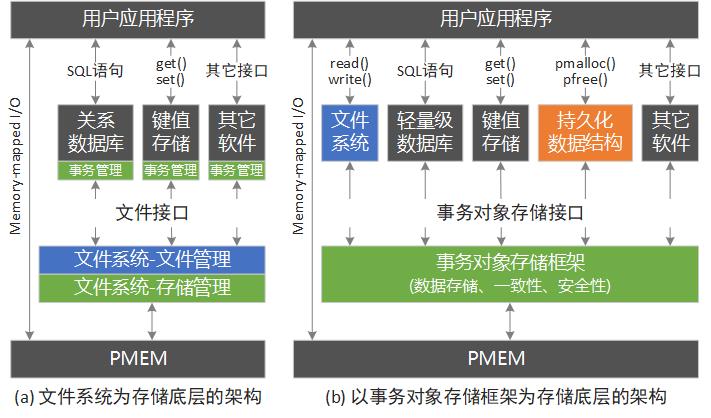 用户应用程序
Memory-mapped I/O
SQL语句
get()
set()
其它接口
关系
数据库
事务管理
键值
存储
事务管理
其它
软件
事务管理
文件接口
文件系统-文件管理
文件系统-存储管理
PMEM
(a) 文件系统为存储底层的架构
用户应用程序
Memory-mapped I/O
read()
write()
SQL语句
get()
set()
pmalloc()
pfree()
其它接口
文件
系统
轻量级
数据库
键值
存储
持久化
数据结构
其它
软件
事务对象存储接口
事务对象存储框架
(数据存储、一致性、安全性)
PMEM
(b) 以事务对象存储框架为存储底层的架构